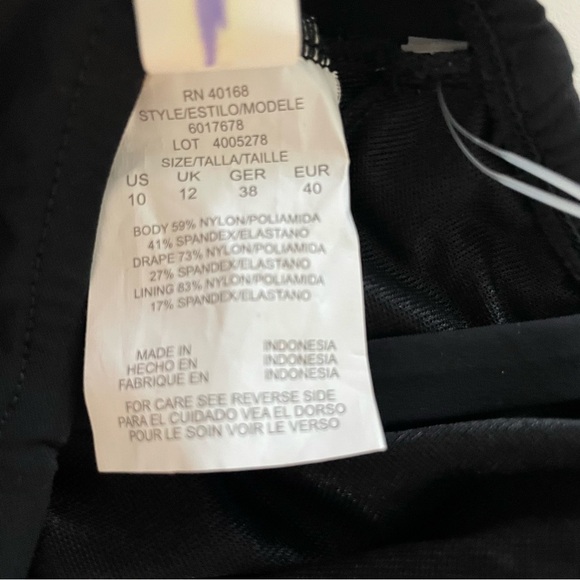 RN 40168
STYLE/ESTILO/MODELE
6017678
LOT 4005278
SIZE/TALLA/TAILLE
US UK GER EUR
10 12 38 40
BODY 59% NYLON/POLIAMIDA
41% SPANDEX/ELASTANO
DRAPE 73% NYLON/POLIAMIDA
27% SPANDEX/ELASTANO
LINING 83% NYLON/POLIAMIDA
17% SPANDEX/ELASTANO
MADE IN INDONESIA
HECHO EN INDONESIA
FABRIQUE EN INDONESIA
FOR CARE SEE REVERSE SIDE
PARA EL CUIDADO VEA EL DORSO
POUR LE SOIN VOIR LE VERSO